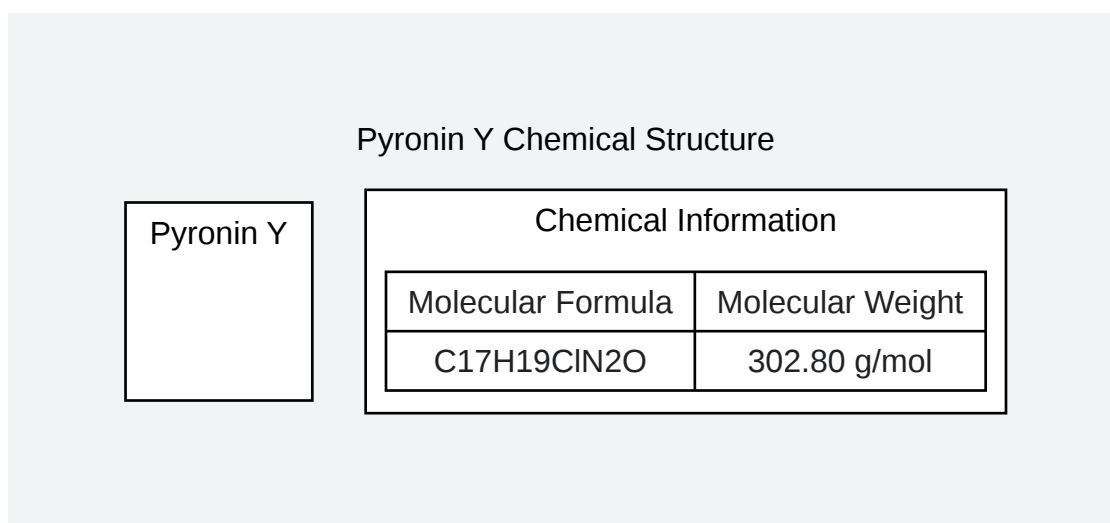 Pyronin Y Chemical Structure
Pyronin Y
Chemical Information
Molecular Formula Molecular Weight
C17H19ClN2O 302.80 g/mol